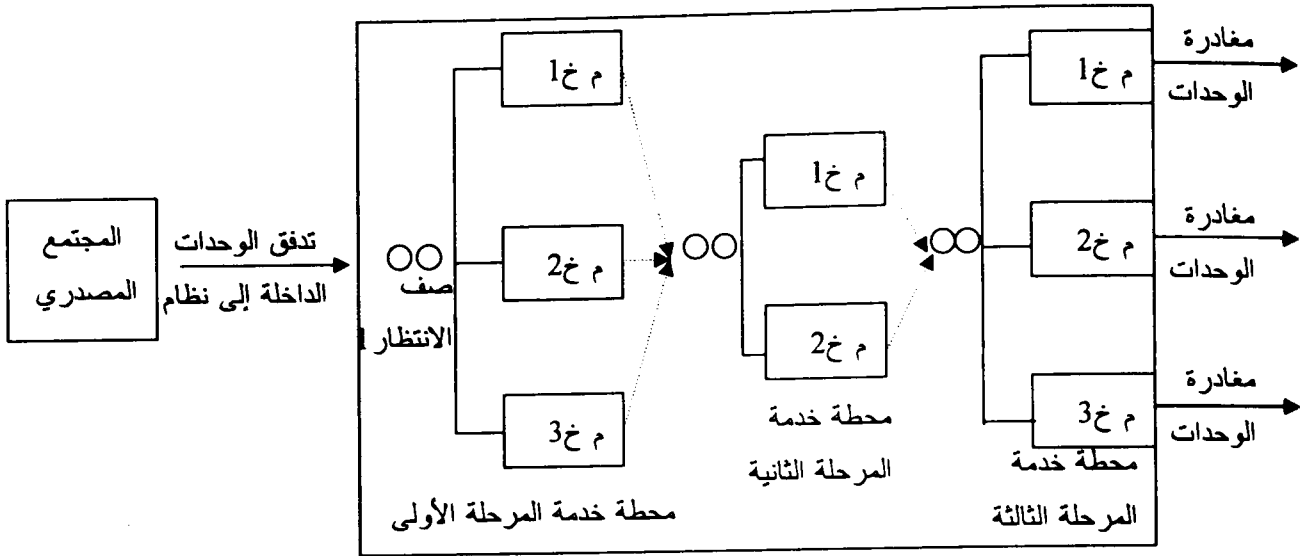 المجتمع
المصدري
تدفق الوحدات
الداخلة إلى نظام
صف
الانتظار 1
م خ1
م خ2
م خ3
محطة خدمة المرحلة الأولى
م خ1
م خ2
محطة خدمة
المرحلة الثانية
م خ1
م خ2
م خ3
محطة خدمة
المرحلة الثالثة
مغادرة
الوحدات
مغادرة
الوحدات
مغادرة
الوحدات